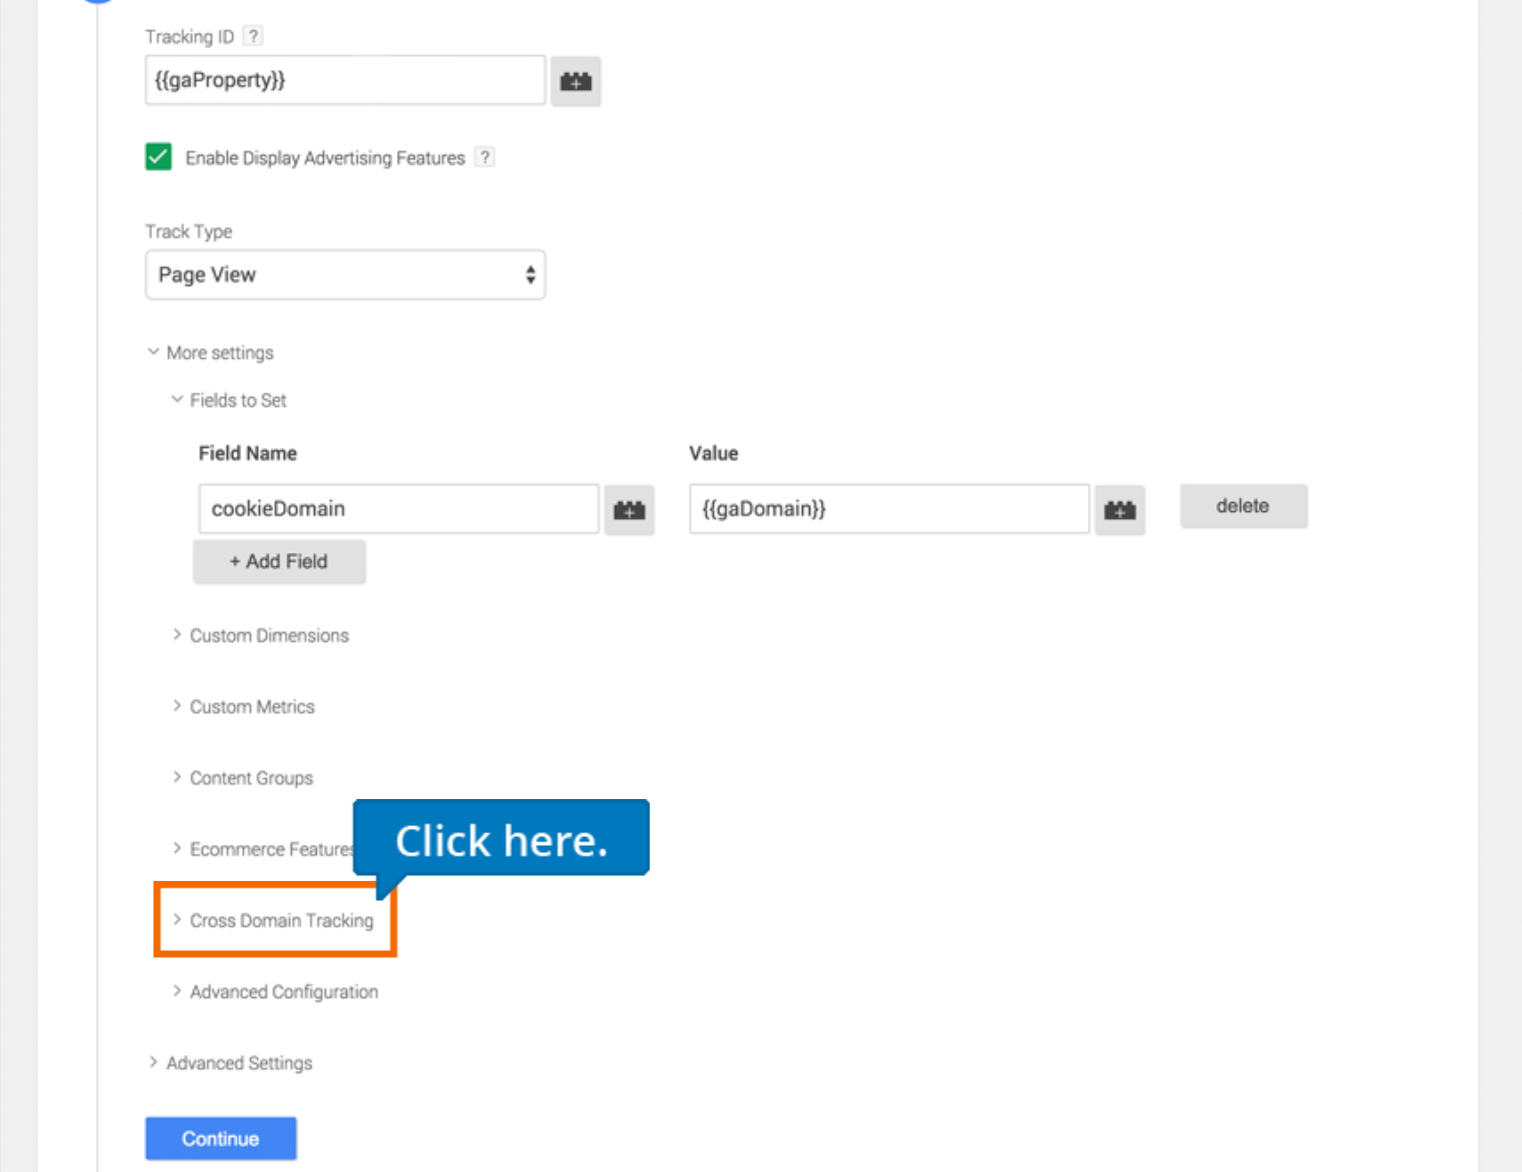 Tracking ID ?
{{gaProperty}}
Enable Display Advertising Features ?
Track Type
Page View
More settings
Fields to Set
Field Name Value
cookieDomain {{gaDomain}} delete
+ Add Field
Custom Dimensions
Custom Metrics
Content Groups
Click here.
Ecommerce Features
Cross Domain Tracking
Advanced Configuration
Advanced Settings
Continue